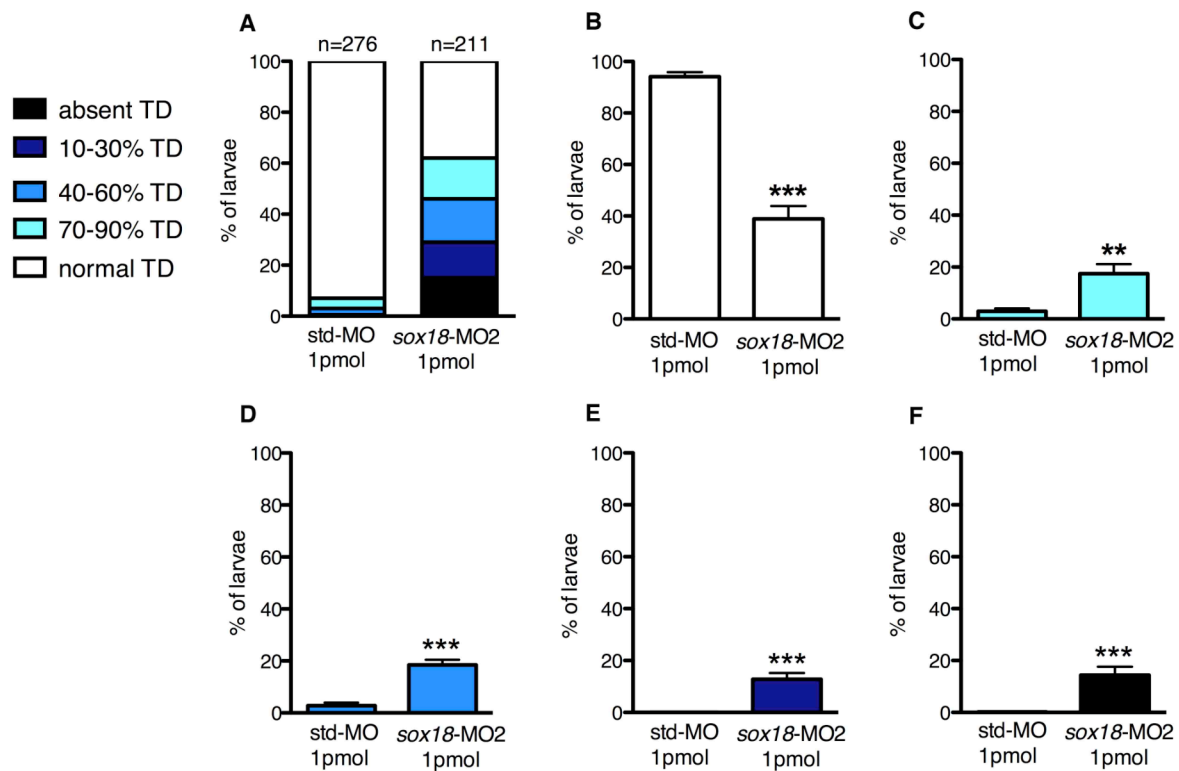 absent TD
10-30% TD
40-60% TD
70-90% TD
normal TD
A
n=276 n=211
100
80
60
40
20
0
% of larvae
std-MO sox18-MO2
1pmol 1pmol
B
100
80
60
40
20
0
% of larvae
***
std-MO sox18-MO2
1pmol 1pmol
C
100
80
60
40
20
0
% of larvae
**
std-MO sox18-MO2
1pmol 1pmol
D
100
80
60
40
20
0
% of larvae
***
std-MO sox18-MO2
1pmol 1pmol
E
100
80
60
40
20
0
% of larvae
***
std-MO sox18-MO2
1pmol 1pmol
F
100
80
60
40
20
0
% of larvae
***
std-MO sox18-MO2
1pmol 1pmol